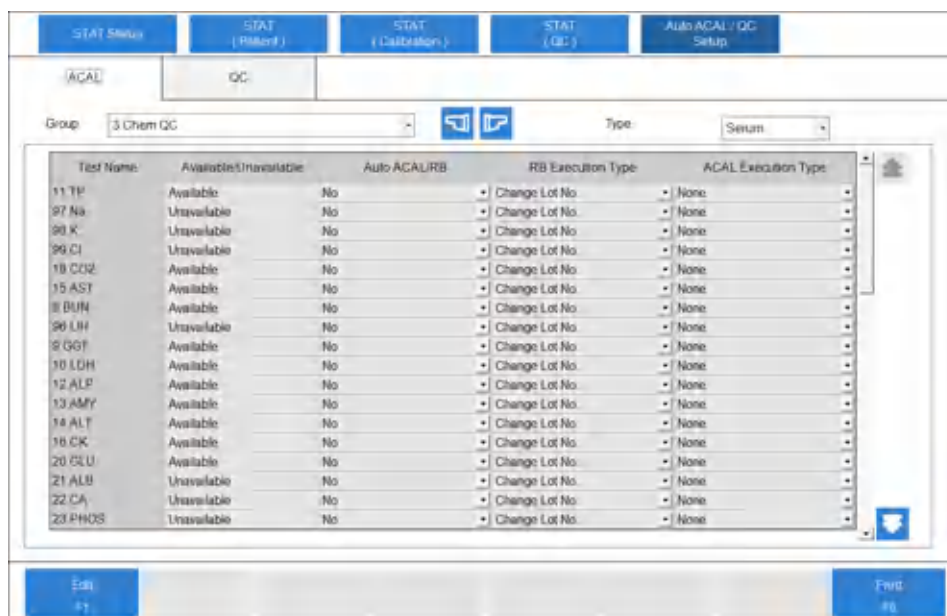 STAT Status STAT (Patient) STAT (Calibration) STAT (QC) Auto ACAL / QC Setup
ACAL QC
Group 3 Chem QC Type Serum
Test Name Available/Unavailable Auto ACAL/RB RB Execution Type ACAL Execution Type
11 TP Available No Change Lot No. None
97 Na Unavailable No Change Lot No. None
98 K Unavailable No Change Lot No. None
99 Cl Unavailable No Change Lot No. None
18 CO2 Available No Change Lot No. None
15 AST Available No Change Lot No. None
8 BUN Available No Change Lot No. None
96 LIH Unavailable No Change Lot No. None
9 GGT Available No Change Lot No. None
10 LDH Available No Change Lot No. None
12 ALP Available No Change Lot No. None
13 AMY Available No Change Lot No. None
14 ALT Available No Change Lot No. None
16 CK Available No Change Lot No. None
20 GLU Available No Change Lot No. None
21 ALB Unavailable No Change Lot No. None
22 CA Unavailable No Change Lot No. None
23 PHOS Unavailable No Change Lot No. None
Edit Print
F1